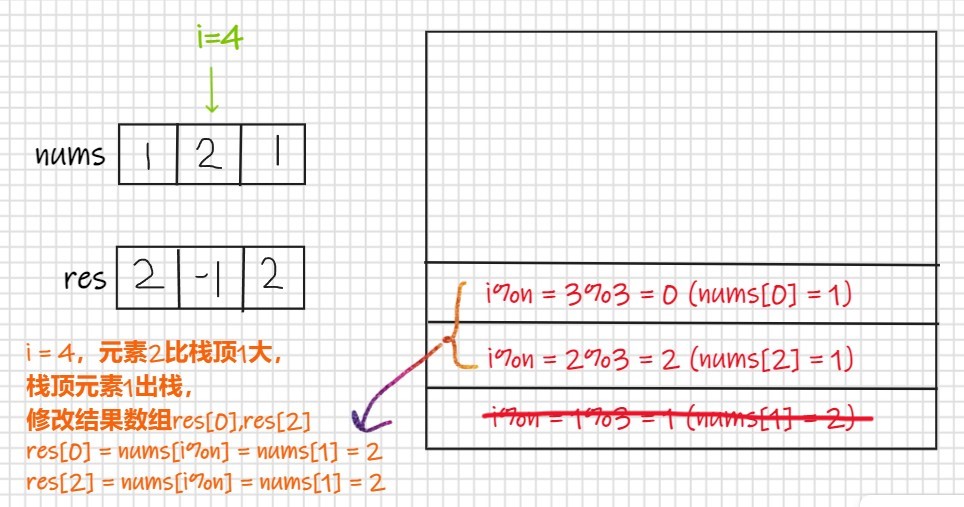 i=4
nums 1 2 1
res 2 -1 2
i = 4，元素2比栈顶1大，
栈顶元素1出栈，
修改结果数组res[0],res[2]
res[0] = nums[i%n] = nums[1] = 2
res[2] = nums[i%n] = nums[1] = 2
i%n = 3%3 = 0 (nums[0] = 1)
i%n = 2%3 = 2 (nums[2] = 1)
i%n = 1%3 = 1 (nums[1] = 2)